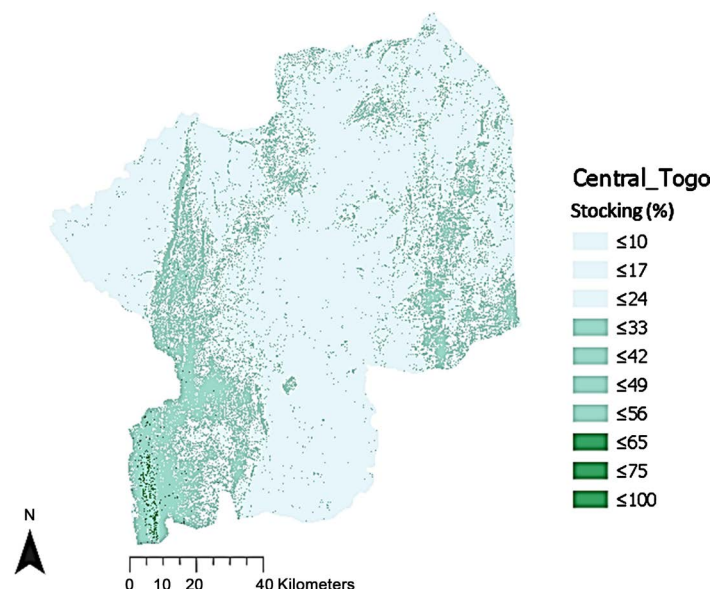 Central_Togo
Stocking (%)
≤10
≤17
≤24
≤33
≤42
≤49
≤56
≤65
≤75
≤100
N
0 10 20 40 Kilometers